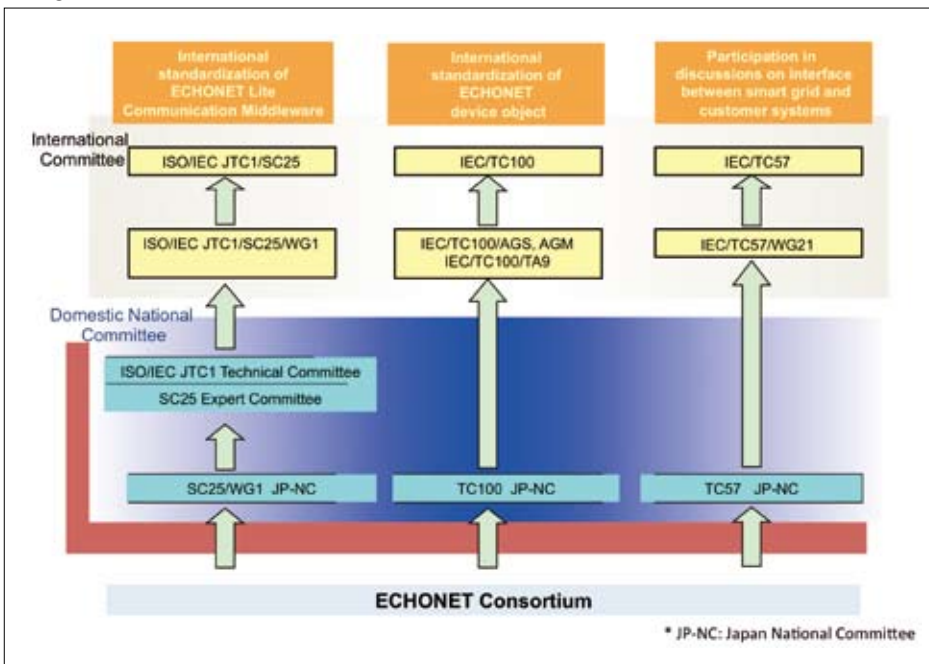 International
standardization of
ECHONET Lite
Communication Middleware
International
standardization of
ECHONET
device object
Participation in
discussions on interface
between smart grid and
customer systems
International
Committee
ISO/IEC JTC1/SC25
IEC/TC100
IEC/TC57
ISO/IEC JTC1/SC25/WG1
IEC/TC100/AGS, AGM
IEC/TC100/TA9
IEC/TC57/WG21
Domestic National
Committee
ISO/IEC JTC1 Technical Committee
SC25 Expert Committee
SC25/WG1 JP-NC
TC100 JP-NC
TC57 JP-NC
ECHONET Consortium
* JP-NC: Japan National Committee